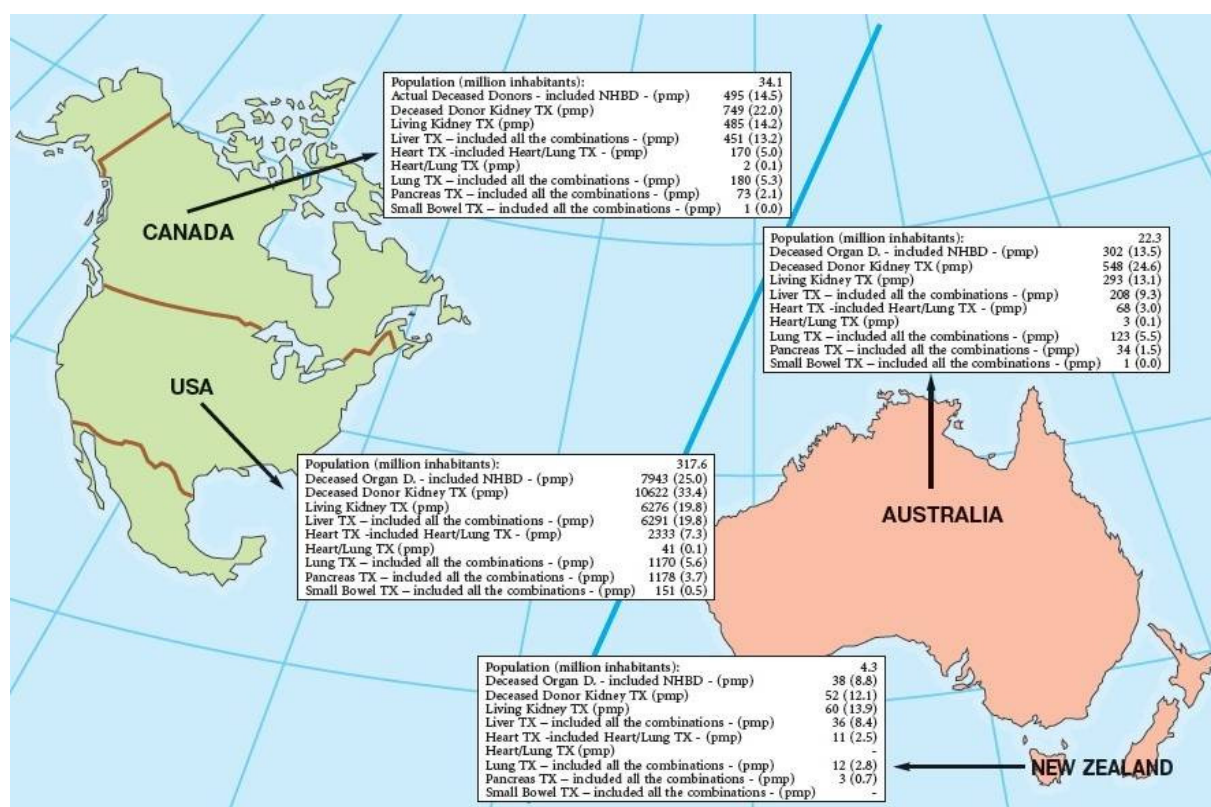 Population (million inhabitants): 34.1
Actual Deceased Donors - included NHBD - (pmp) 495 (14.5)
Deceased Donor Kidney TX (pmp) 749 (22.0)
Living Kidney TX (pmp) 485 (14.2)
Liver TX – included all the combinations - (pmp) 451 (13.2)
Heart TX -included Heart/Lung TX - (pmp) 170 (5.0)
Heart/Lung TX (pmp) 2 (0.1)
Lung TX – included all the combinations - (pmp) 180 (5.3)
Pancreas TX – included all the combinations - (pmp) 73 (2.1)
Small Bowel TX – included all the combinations - (pmp) 1 (0.0)
CANADA
Population (million inhabitants): 22.3
Deceased Organ D. - included NHBD - (pmp) 302 (13.5)
Deceased Donor Kidney TX (pmp) 548 (24.6)
Living Kidney TX (pmp) 293 (13.1)
Liver TX – included all the combinations - (pmp) 208 (9.3)
Heart TX -included Heart/Lung TX - (pmp) 68 (3.0)
Heart/Lung TX (pmp) 3 (0.1)
Lung TX – included all the combinations - (pmp) 123 (5.5)
Pancreas TX – included all the combinations - (pmp) 34 (1.5)
Small Bowel TX – included all the combinations - (pmp) 1 (0.0)
USA
Population (million inhabitants): 317.6
Deceased Organ D. - included NHBD - (pmp) 7943 (25.0)
Deceased Donor Kidney TX (pmp) 10622 (33.4)
Living Kidney TX (pmp) 6276 (19.8)
Liver TX – included all the combinations - (pmp) 6291 (19.8)
Heart TX -included Heart/Lung TX - (pmp) 2333 (7.3)
Heart/Lung TX (pmp) 41 (0.1)
Lung TX – included all the combinations - (pmp) 1170 (5.6)
Pancreas TX – included all the combinations - (pmp) 1178 (3.7)
Small Bowel TX – included all the combinations - (pmp) 151 (0.5)
AUSTRALIA
Population (million inhabitants): 4.3
Deceased Organ D. - included NHBD - (pmp) 38 (8.8)
Deceased Donor Kidney TX (pmp) 52 (12.1)
Living Kidney TX (pmp) 60 (13.9)
Liver TX – included all the combinations - (pmp) 36 (8.4)
Heart TX -included Heart/Lung TX - (pmp) 11 (2.5)
Heart/Lung TX (pmp) -
Lung TX – included all the combinations - (pmp) 12 (2.8)
Pancreas TX – included all the combinations - (pmp) 3 (0.7)
Small Bowel TX – included all the combinations - (pmp) -
NEW ZEALAND